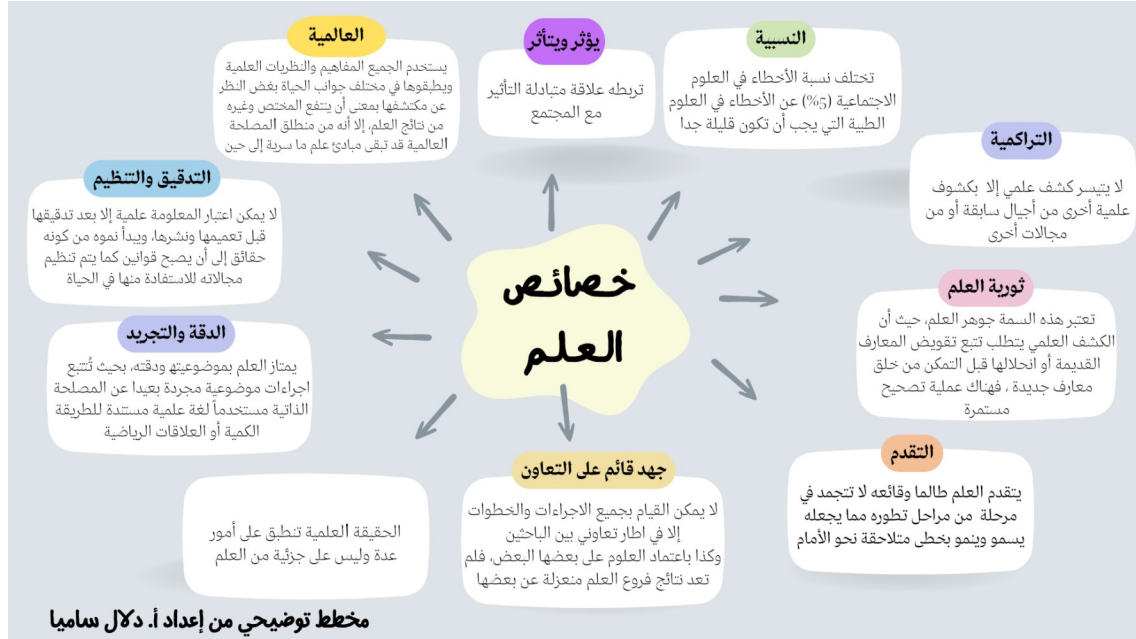 العالمية
يستخدم الجميع المفاهيم والنظريات العلمية
ويطبقوها في مختلف جوانب الحياة بغض النظر
عن مكتشفها بمعنى أن ينتفع المختص وغيره
من نتائج العلم، إلا أنه من منطلق المصلحة
العالمية قد تبقى مبادئ علم ما سرية إلى حين
يؤثر ويتأثر
تربطه علاقة متبادلة التأثير
مع المجتمع
النسبية
تختلف نسبة الأخطاء في العلوم
الاجتماعية (5%) عن الأخطاء في العلوم
الطبية التي يجب أن تكون قليلة جدا
التراكمية
لا يتيسر كشف علمي إلا بكشوف
علمية أخرى من أجيال سابقة أو من
مجالات أخرى
ثورية العلم
تعتبر هذه السمة جوهر العلم، حيث أن
الكشف العلمي يتطلب تتبع تقويض المعارف
القديمة أو انحلالها قبل التمكن من خلق
معارف جديدة ، فهناك عملية تصحيح
مستمرة
التقدم
يتقدم العلم طالما وقائعه لا تتجمد في
مرحلة من مراحل تطوره مما يجعله
يسمو وينمو بخطى متلاحقة نحو الأمام
جهد قائم على التعاون
لا يمكن القيام بجميع الاجراءات والخطوات
إلا في اطار تعاوني بين الباحثين
وكذا باعتماد العلوم على بعضها البعض، فلم
تعد نتائج فروع العلم منعزلة عن بعضها
الحقيقة العلمية تنطبق على أمور
عدة وليس على جزئية من العلم
الدقة والتجريد
يمتاز العلم بموضوعيته ودقته، بحيث تُتبع
اجراءات موضوعية مجردة بعيدا عن المصلحة
الذاتية مستخدماً لغة علمية مستندة للطريقة
الكمية أو العلاقات الرياضية
التدقيق والتنظيم
لا يمكن اعتبار المعلومة علمية إلا بعد تدقيقها
قبل تعميمها ونشرها، ويبدأ نموه من كونه
حقائق إلى أن يصبح قوانين كما يتم تنظيم
مجالاته للاستفادة منها في الحياة
خصائص
العلم
مخطط توضيحي من إعداد أ. دلال ساميا